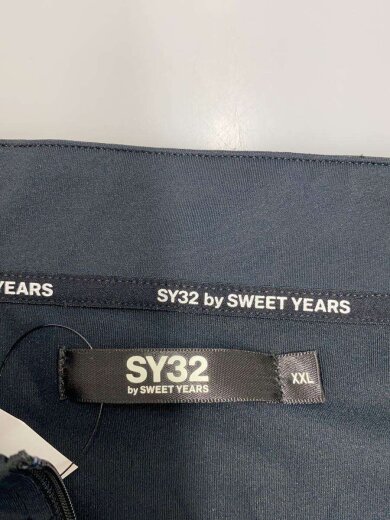 YEARS
SY32 by SWEET YEARS
SY32
by SWEET YEARS
XXL